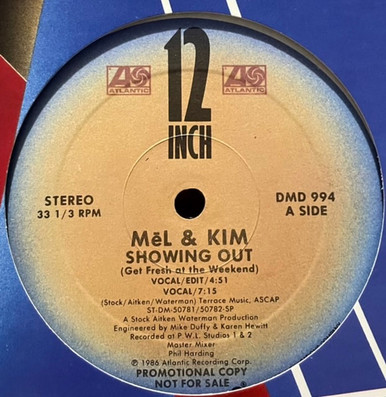 12
INCH
ATLANTIC
ATLANTIC
STEREO
33 1/3 RPM
DMD 994
A SIDE
MēL & KIM
SHOWING OUT
(Get Fresh at the Weekend)
VOCAL/EDIT/4:51
VOCAL/7:15
(Stock/Aitken/Waterman) Terrace Music, ASCAP
ST-DM-50781/50782-SP
A Stock Aitken Waterman Production
Engineered by Mike Duffy & Karen Hewitt
Recorded at P.W.L. Studios 1 & 2
Master Mixer
Phil Harding
℗ 1986 Atlantic Recording Corp.
PROMOTIONAL COPY
NOT FOR SALE